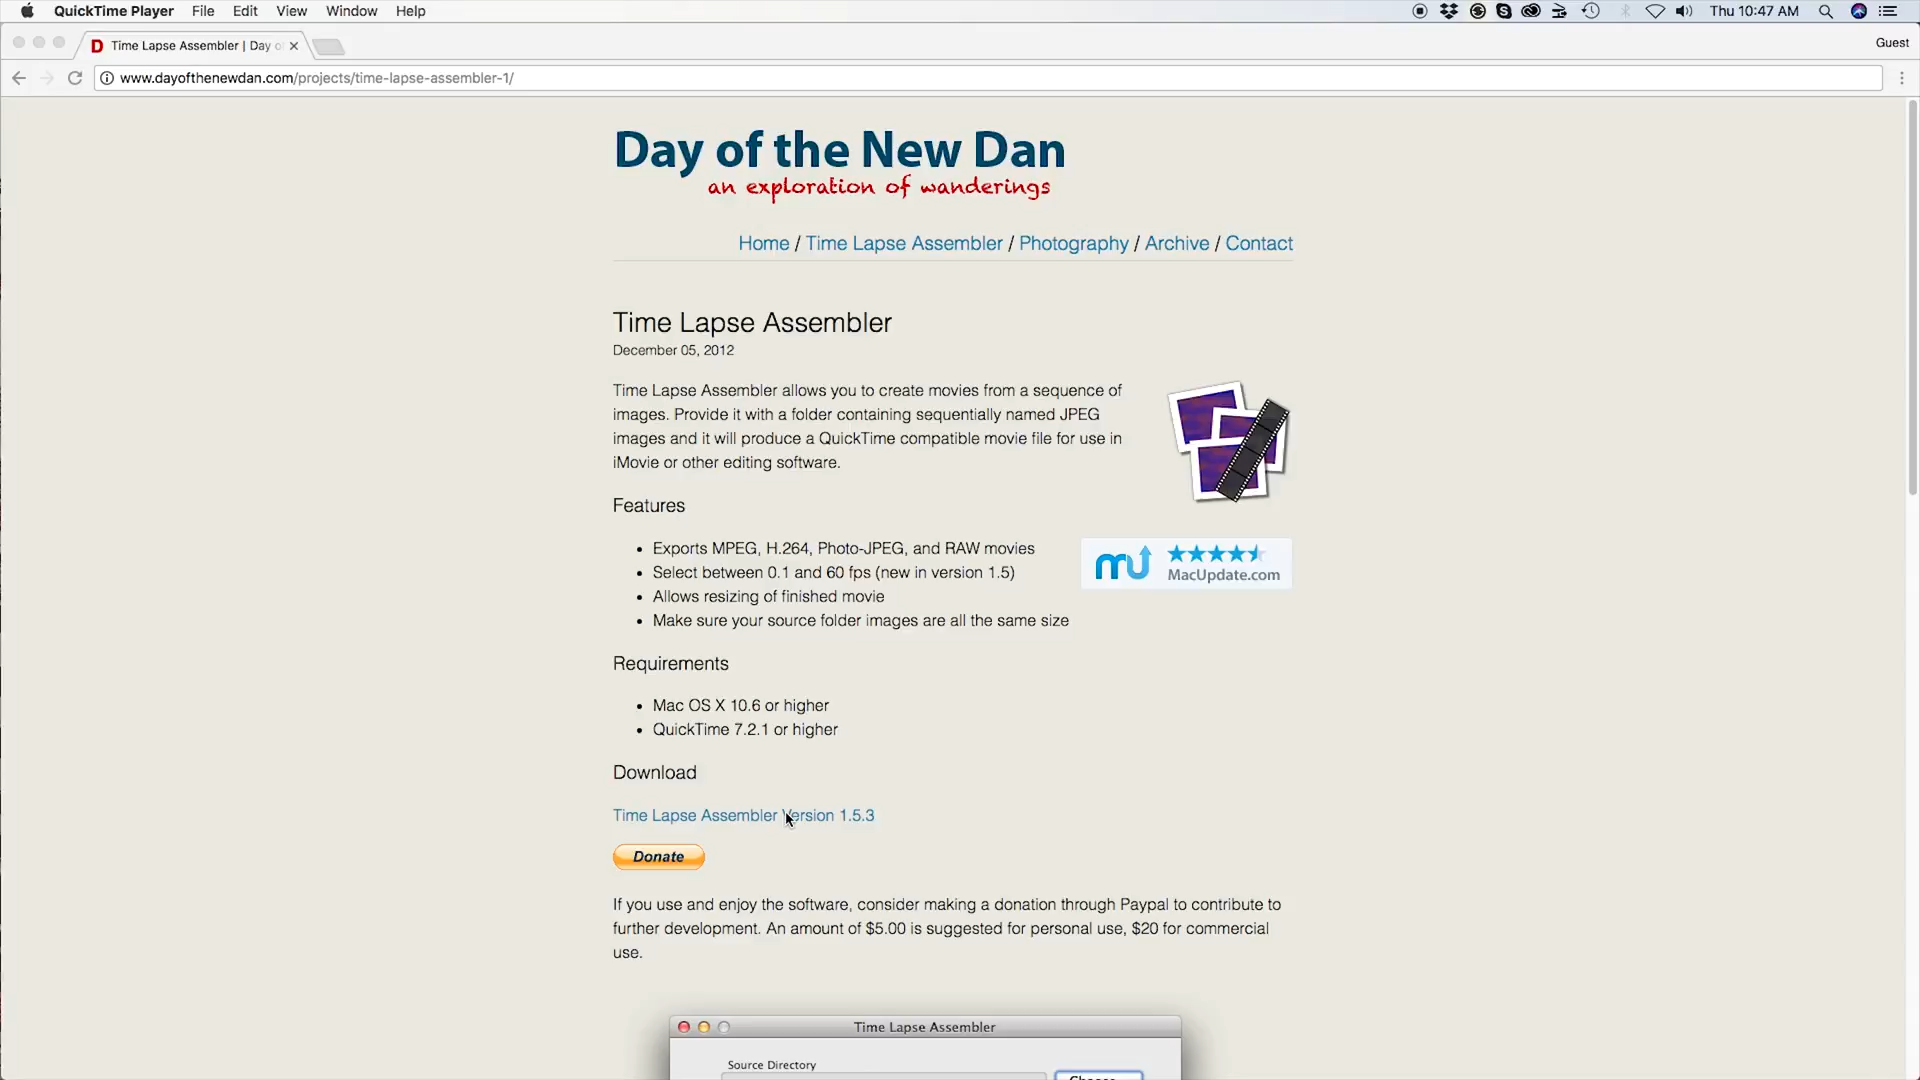 QuickTime Player File Edit View Window Help Thu 10:47 AM
Time Lapse Assembler | Day o
Guest
www.dayofthenewdan.com/projects/time-lapse-assembler-1/
Day of the New Dan
an exploration of wanderings
Home / Time Lapse Assembler / Photography / Archive / Contact
Time Lapse Assembler
December 05, 2012
Time Lapse Assembler allows you to create movies from a sequence of
images. Provide it with a folder containing sequentially named JPEG
images and it will produce a QuickTime compatible movie file for use in
iMovie or other editing software.
Features
• Exports MPEG, H.264, Photo-JPEG, and RAW movies
• Select between 0.1 and 60 fps (new in version 1.5)
• Allows resizing of finished movie
• Make sure your source folder images are all the same size
mu
MacUpdate.com
Requirements
• Mac OS X 10.6 or higher
• QuickTime 7.2.1 or higher
Download
Time Lapse Assembler Version 1.5.3
Donate
If you use and enjoy the software, consider making a donation through Paypal to contribute to
further development. An amount of $5.00 is suggested for personal use, $20 for commercial
use.
Time Lapse Assembler
Source Directory